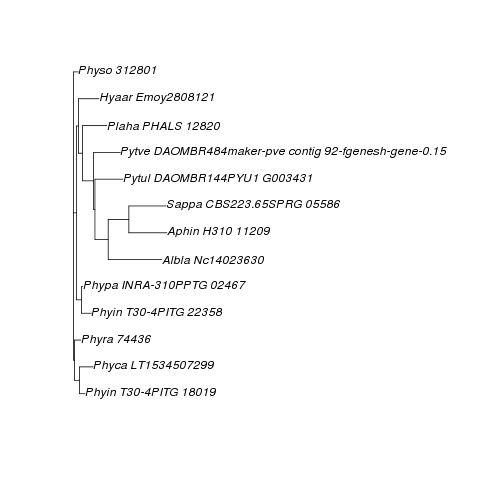 Physo 312801
Hyaar Emoy2808121
Plaha PHALS 12820
Pytve DAOMBR484maker-pve contig 92-fgenesh-gene-0.15
Pytul DAOMBR144PYU1 G003431
Sappa CBS223.65SPRG 05586
Aphin H310 11209
Albla Nc14023630
Phypa INRA-310PPTG 02467
Phyin T30-4PITG 22358
Phyra 74436
Phyca LT1534507299
Phyin T30-4PITG 18019